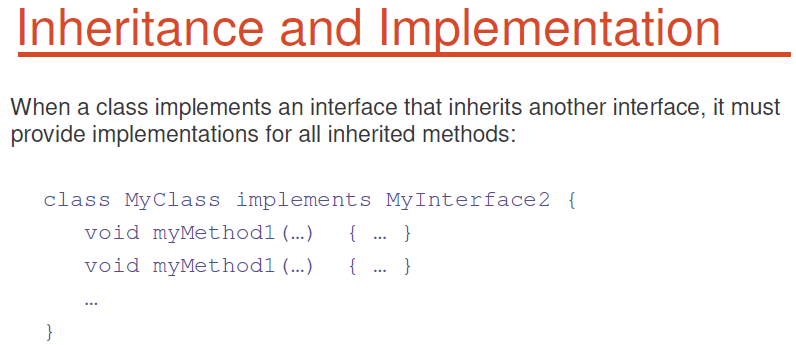 Inheritance and Implementation
When a class implements an interface that inherits another interface, it must
provide implementations for all inherited methods:
class MyClass implements MyInterface2 {
void myMethod1(…) { … }
void myMethod1(…) { … }
…
}